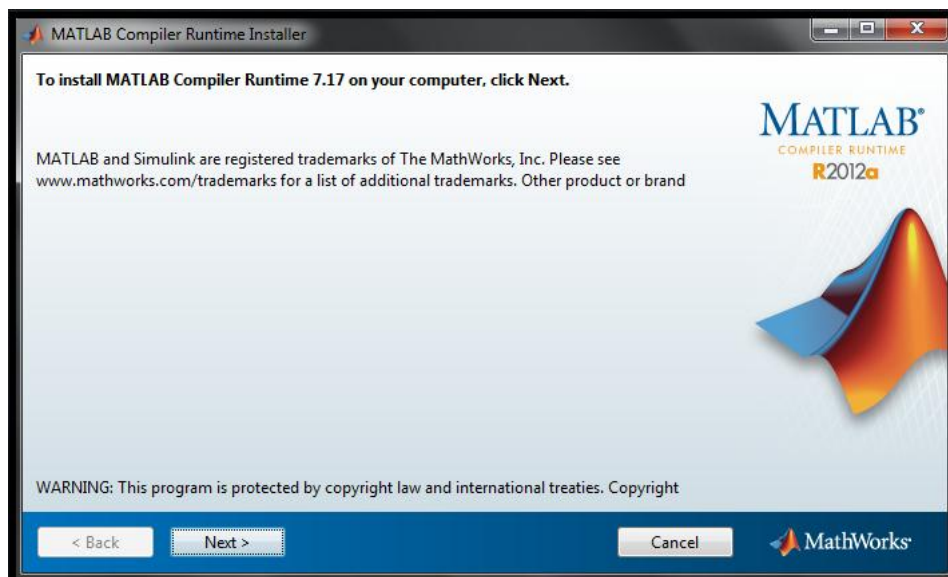 MATLAB Compiler Runtime Installer
To install MATLAB Compiler Runtime 7.17 on your computer, click Next.
MATLAB®
COMPILER RUNTIME
R2012a
MATLAB and Simulink are registered trademarks of The MathWorks, Inc. Please see
www.mathworks.com/trademarks for a list of additional trademarks. Other product or brand
WARNING: This program is protected by copyright law and international treaties. Copyright
< Back
Next >
Cancel
MathWorks®